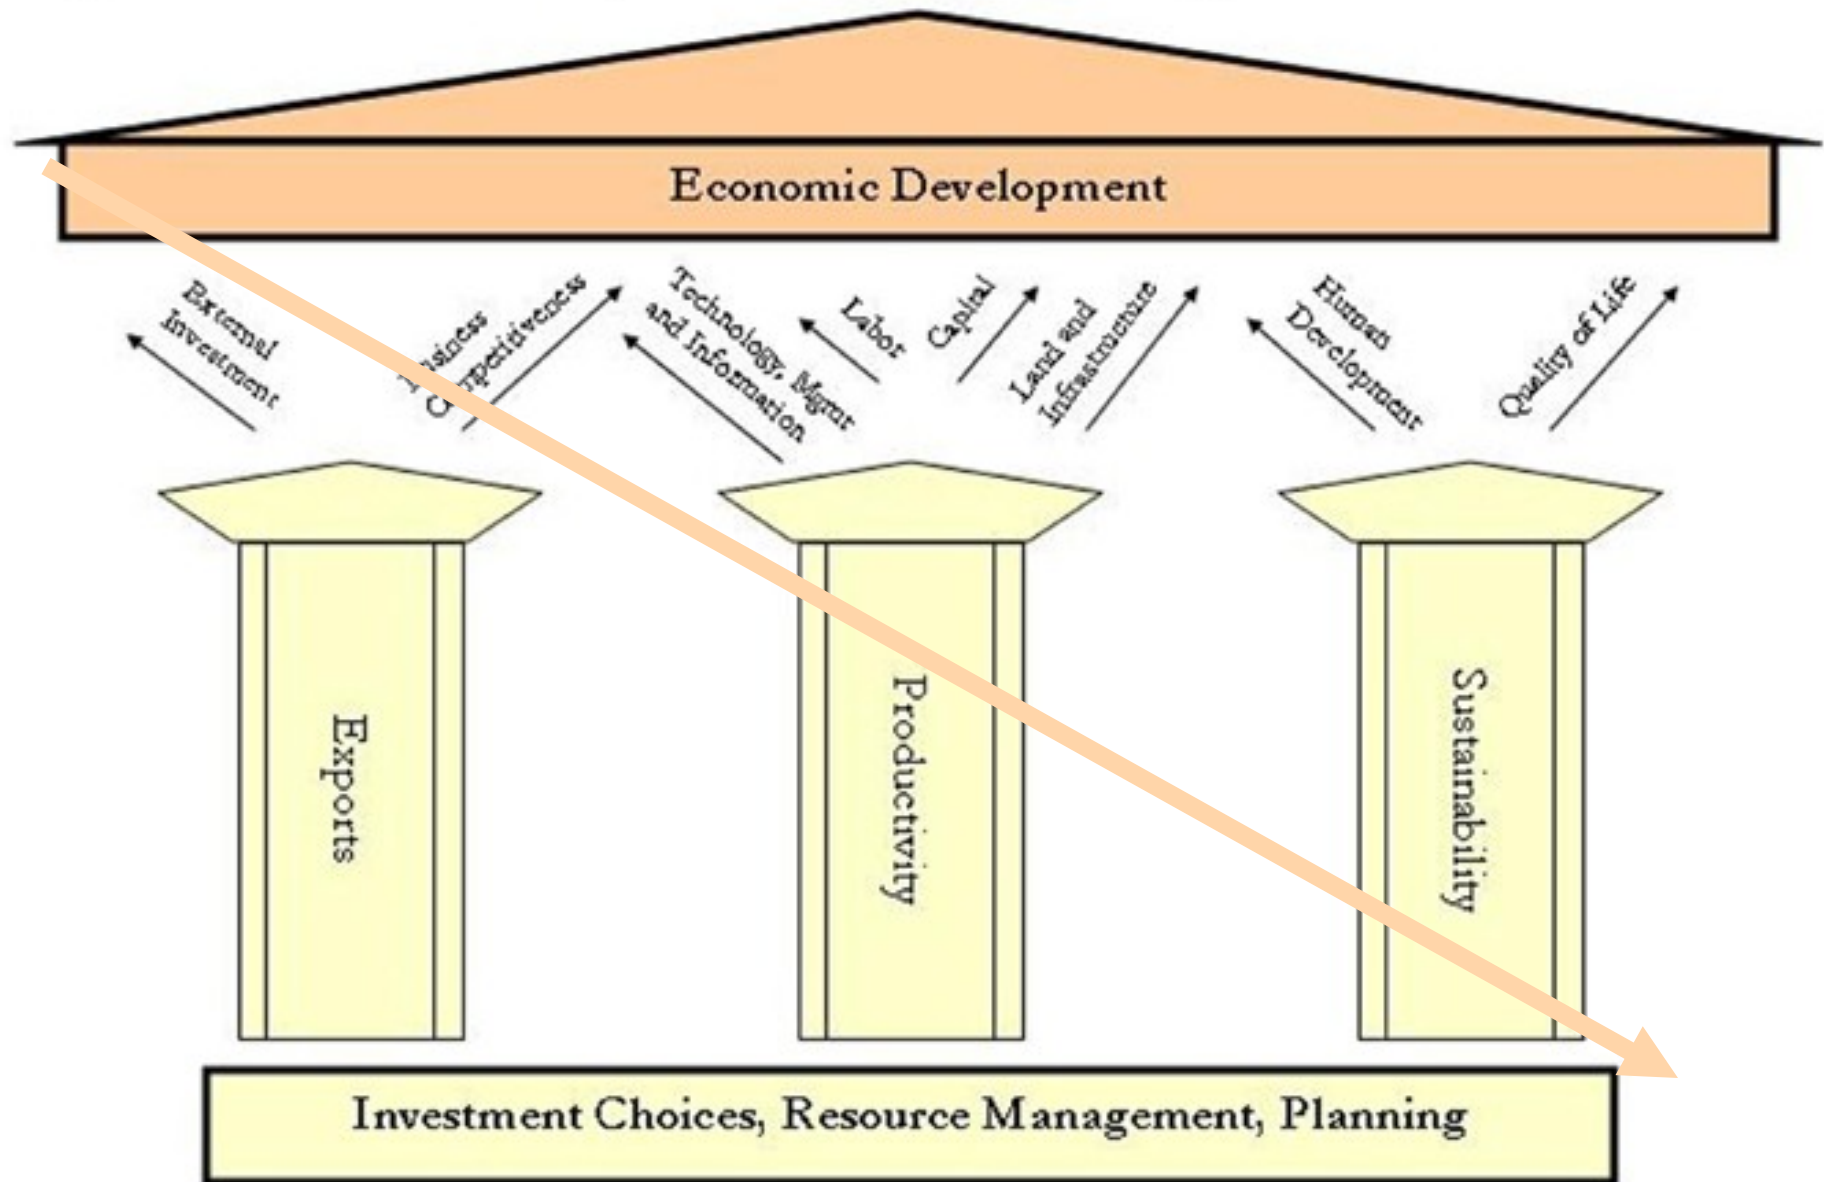 Economic Development
External
Investment
Technology, Mgmt
and Information
Labor
Capital
Land and
Infrastructure
Human
Development
Quality of Life
Exports
Productivity
Sustainability
Investment Choices, Resource Management, Planning